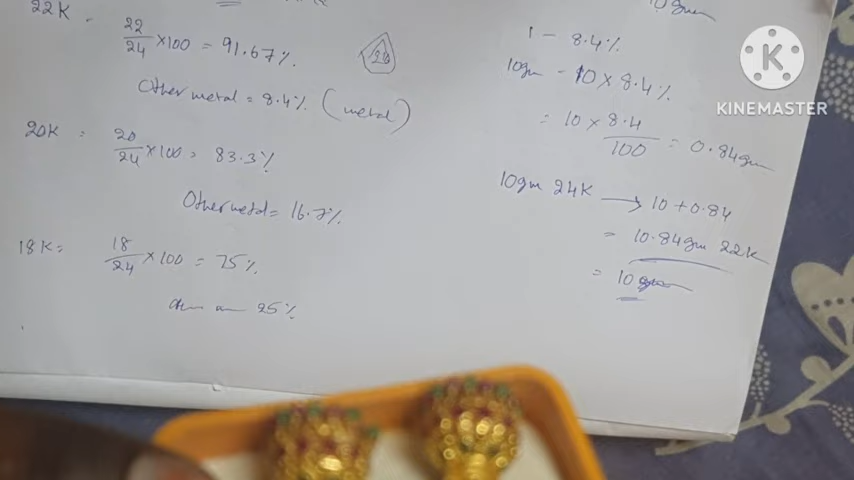 22K -
22/24 ×100 = 91.67%.
Other metal = 8.4% (metal)
20K = 20/24 ×100 = 83.3%
Other metal = 16.7%
18K = 18/24 ×100 = 75%
25%
10gm
1 - 8.4%
10gm - 10 × 8.4%
= 10 × 8.4/100 = 0.84gm
10gm 24K → 10 + 0.84
= 10.84gm 22K
= 10gm
KINEMASTER